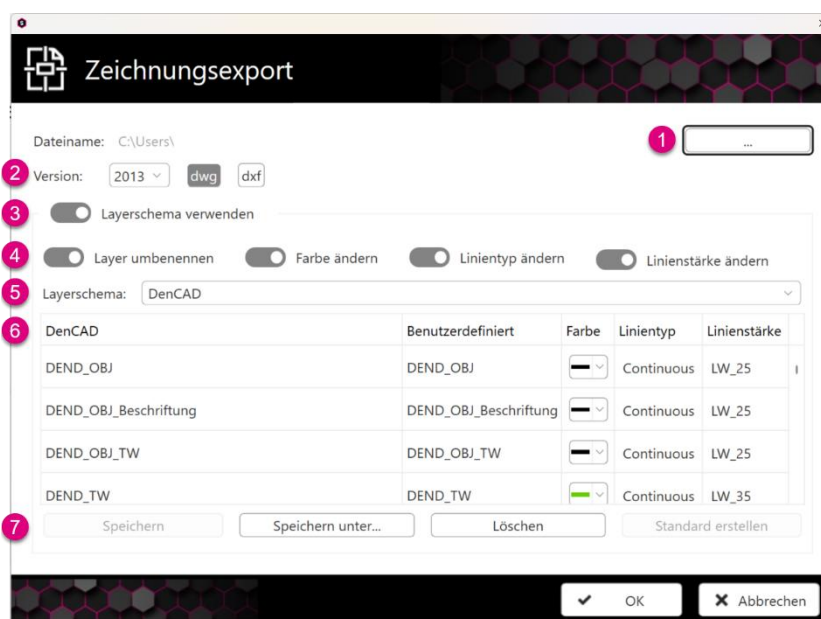 Zeichnungsexport
Dateiname: C:\Users\
1
...
2
Version: 2013 dwg dxf
3
Layerschema verwenden
4
Layer umbenennen Farbe ändern Linientyp ändern Linienstärke ändern
5
Layerschema: DenCAD
6
DenCAD Benutzerdefiniert Farbe Linientyp Linienstärke
DEND_OBJ DEND_OBJ Continuous LW_25
DEND_OBJ_Beschriftung DEND_OBJ_Beschriftung Continuous LW_25
DEND_OBJ_TW DEND_OBJ_TW Continuous LW_25
DEND_TW DEND_TW Continuous LW_35
7
Speichern Speichern unter... Löschen Standard erstellen
OK Abbrechen